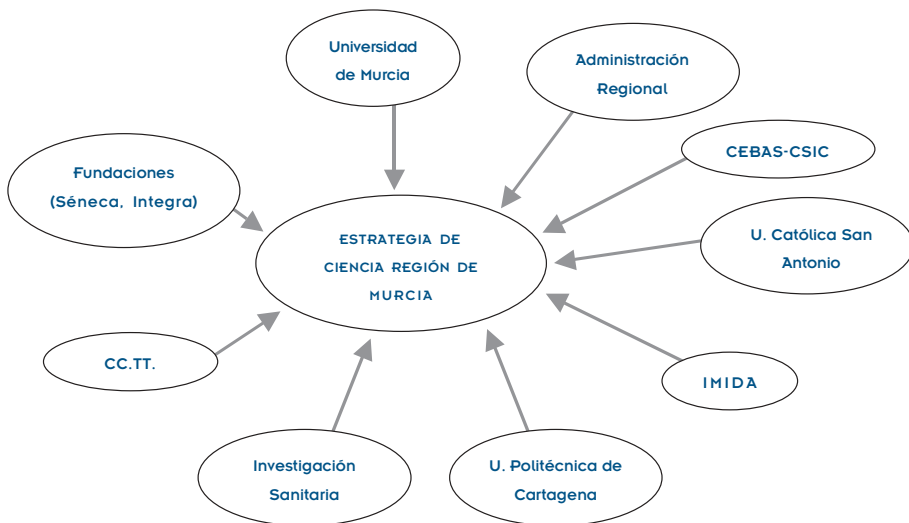 Universidad
de Murcia
Administración
Regional
CEBAS-CSIC
Fundaciones
(Séneca, Integra)
U. Católica San
Antonio
ESTRATEGIA DE
CIENCIA REGIÓN DE
MURCIA
CC.TT.
IMIDA
Investigación
Sanitaria
U. Politécnica de
Cartagena